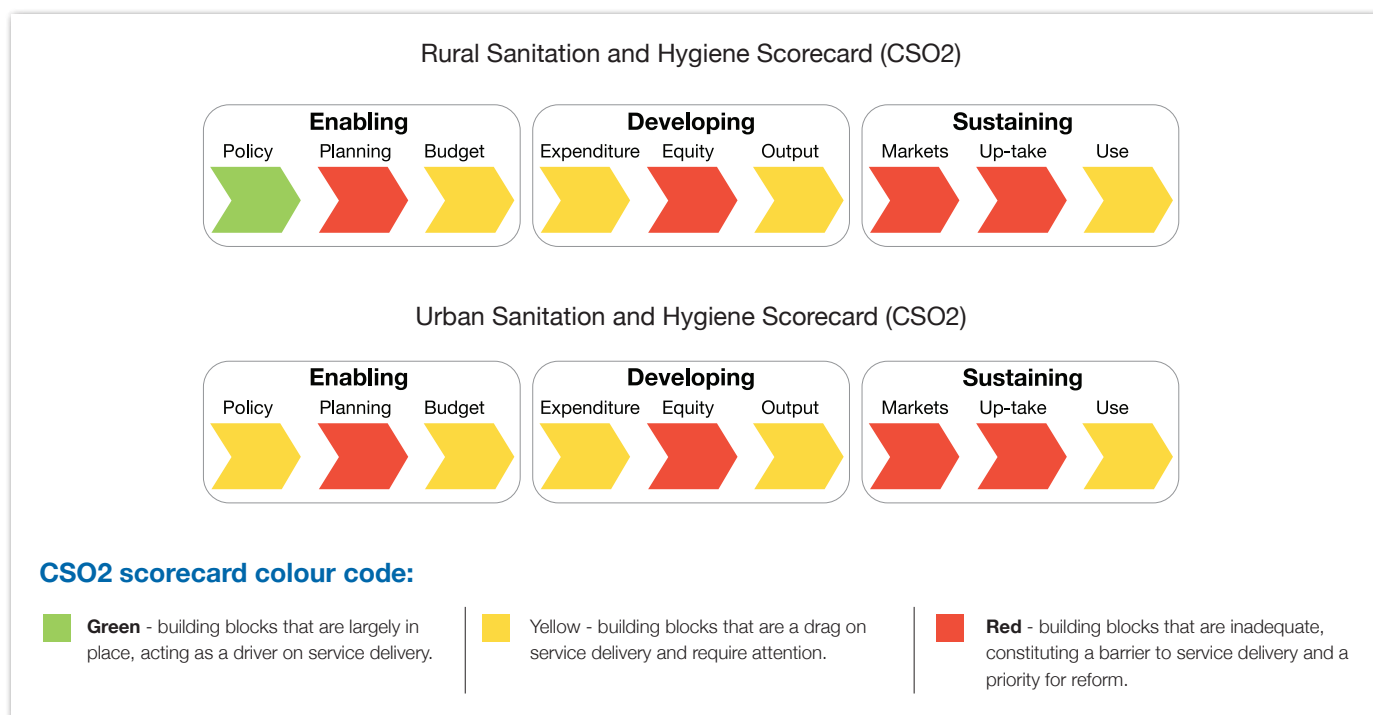 Rural Sanitation and Hygiene Scorecard (CSO2)
Enabling
Policy Planning Budget
Developing
Expenditure Equity Output
Sustaining
Markets Up-take Use
Urban Sanitation and Hygiene Scorecard (CSO2)
Enabling
Policy Planning Budget
Developing
Expenditure Equity Output
Sustaining
Markets Up-take Use
CSO2 scorecard colour code:
Green - building blocks that are largely in
place, acting as a driver on service delivery.
Yellow - building blocks that are a drag on
service delivery and require attention.
Red - building blocks that are inadequate,
constituting a barrier to service delivery and a
priority for reform.